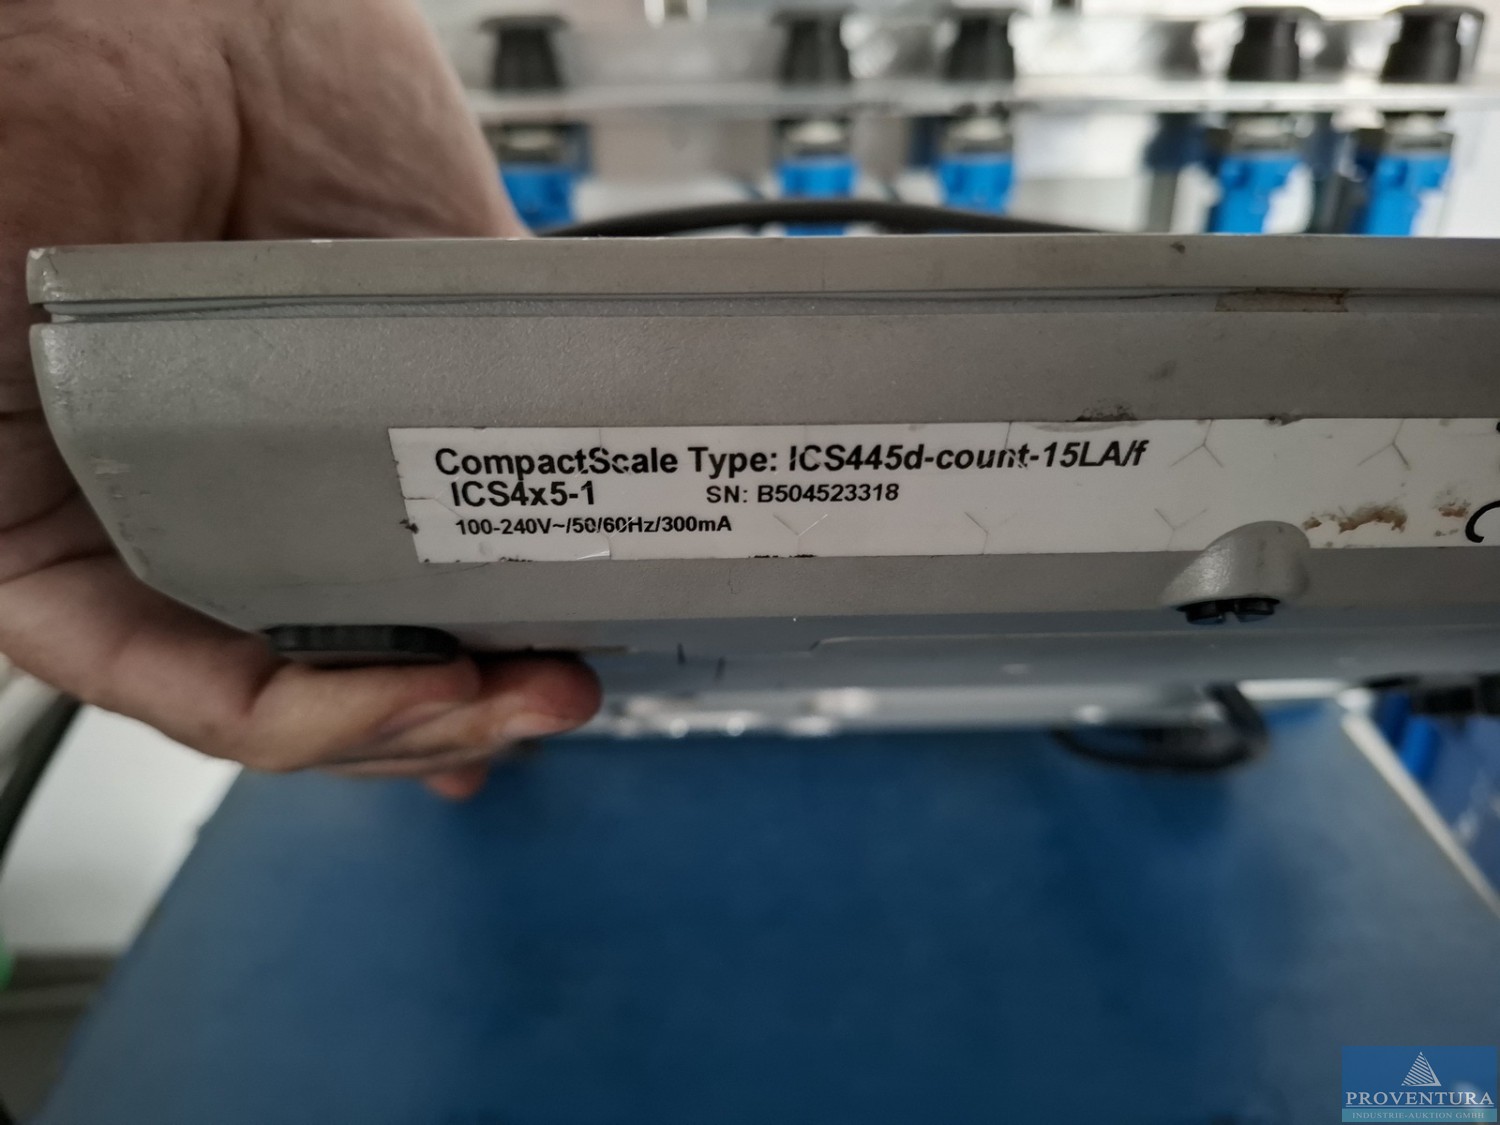 CompactScale Type: ICS445d-count-15LA/f
ICS4x5-1 SN: B504523318
100-240V~/50/60Hz/300mA
PROVENTURA
INDUSTRIE-AUKTION GMBH